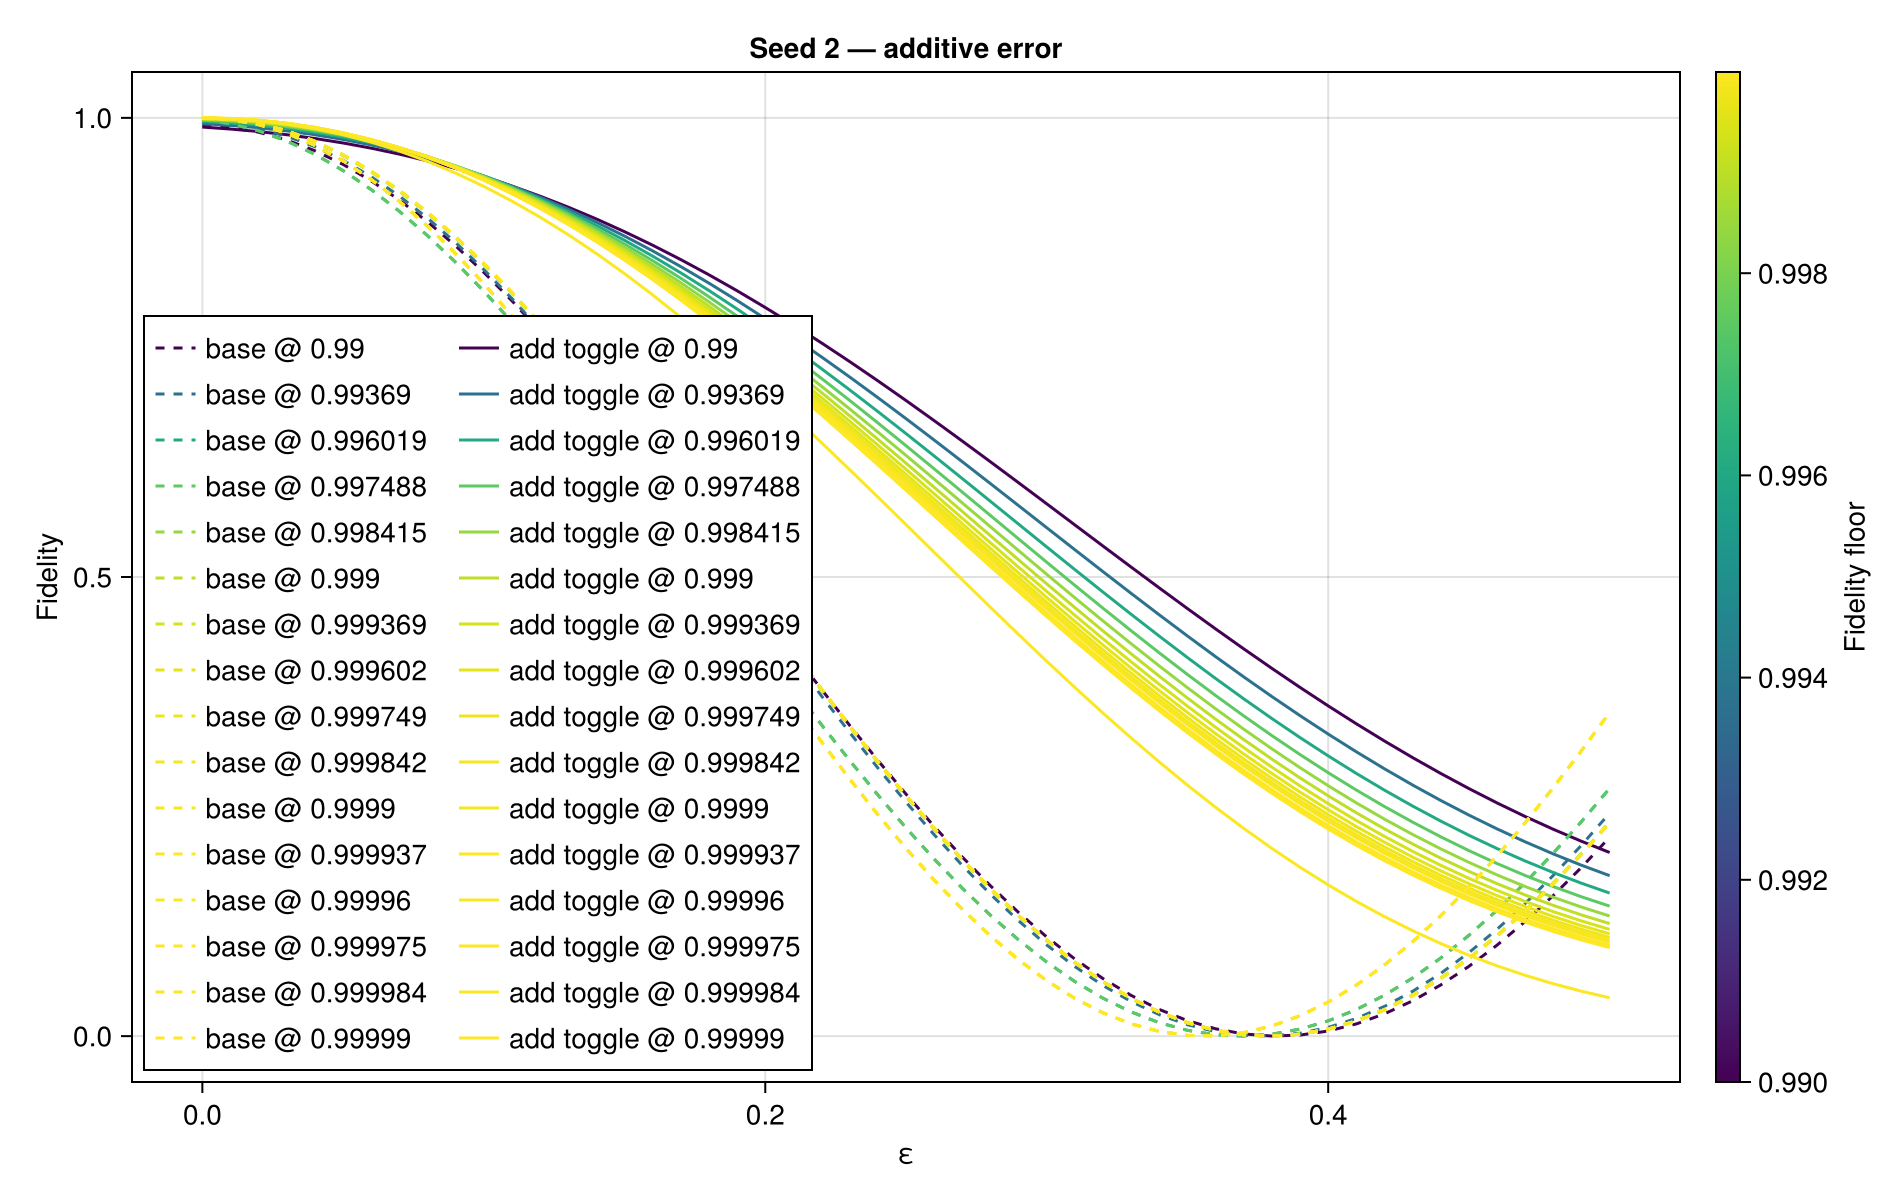 Seed 2 — additive error
1.0
0.5
0.0
Fidelity
base @ 0.99 add toggle @ 0.99
base @ 0.99369 add toggle @ 0.99369
base @ 0.996019 add toggle @ 0.996019
base @ 0.997488 add toggle @ 0.997488
base @ 0.998415 add toggle @ 0.998415
base @ 0.999 add toggle @ 0.999
base @ 0.999369 add toggle @ 0.999369
base @ 0.999602 add toggle @ 0.999602
base @ 0.999749 add toggle @ 0.999749
base @ 0.999842 add toggle @ 0.999842
base @ 0.9999 add toggle @ 0.9999
base @ 0.999937 add toggle @ 0.999937
base @ 0.99996 add toggle @ 0.99996
base @ 0.999975 add toggle @ 0.999975
base @ 0.999984 add toggle @ 0.999984
base @ 0.99999 add toggle @ 0.99999
0.0 0.2 0.4
ε
0.998
0.996
0.994
0.992
0.990
Fidelity floor